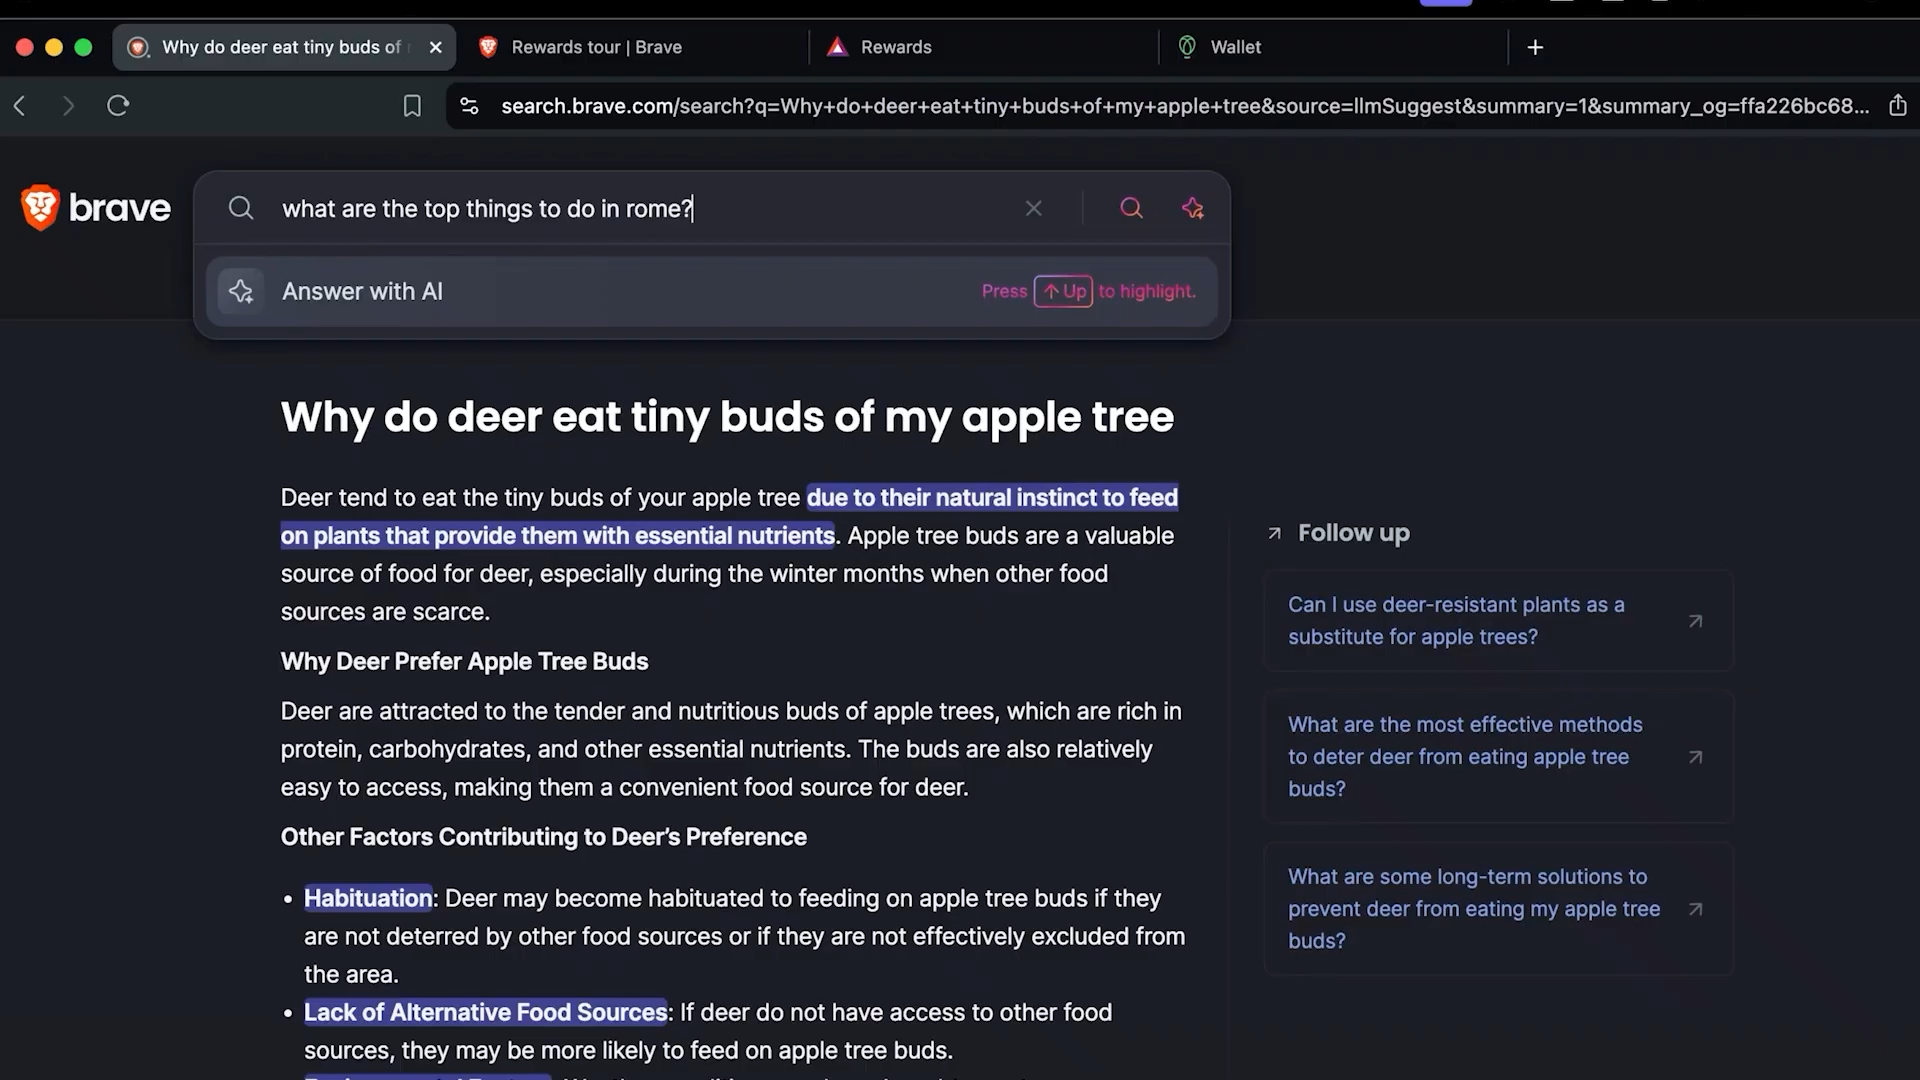 Why do deer eat tiny buds of
Rewards tour | Brave
Rewards
Wallet
search.brave.com/search?q=Why+do+deer+eat+tiny+buds+of+my+apple+tree&source=llmSuggest&summary=1&summary_og=ffa226bc68...
brave
what are the top things to do in rome?
Answer with AI
Press ↑ Up to highlight.
Why do deer eat tiny buds of my apple tree
Deer tend to eat the tiny buds of your apple tree due to their natural instinct to feed
on plants that provide them with essential nutrients. Apple tree buds are a valuable
source of food for deer, especially during the winter months when other food
sources are scarce.
Why Deer Prefer Apple Tree Buds
Deer are attracted to the tender and nutritious buds of apple trees, which are rich in
protein, carbohydrates, and other essential nutrients. The buds are also relatively
easy to access, making them a convenient food source for deer.
Other Factors Contributing to Deer's Preference
• Habituation: Deer may become habituated to feeding on apple tree buds if they
are not deterred by other food sources or if they are not effectively excluded from
the area.
• Lack of Alternative Food Sources: If deer do not have access to other food
sources, they may be more likely to feed on apple tree buds.
Follow up
Can I use deer-resistant plants as a
substitute for apple trees?
What are the most effective methods
to deter deer from eating apple tree
buds?
What are some long-term solutions to
prevent deer from eating my apple tree
buds?